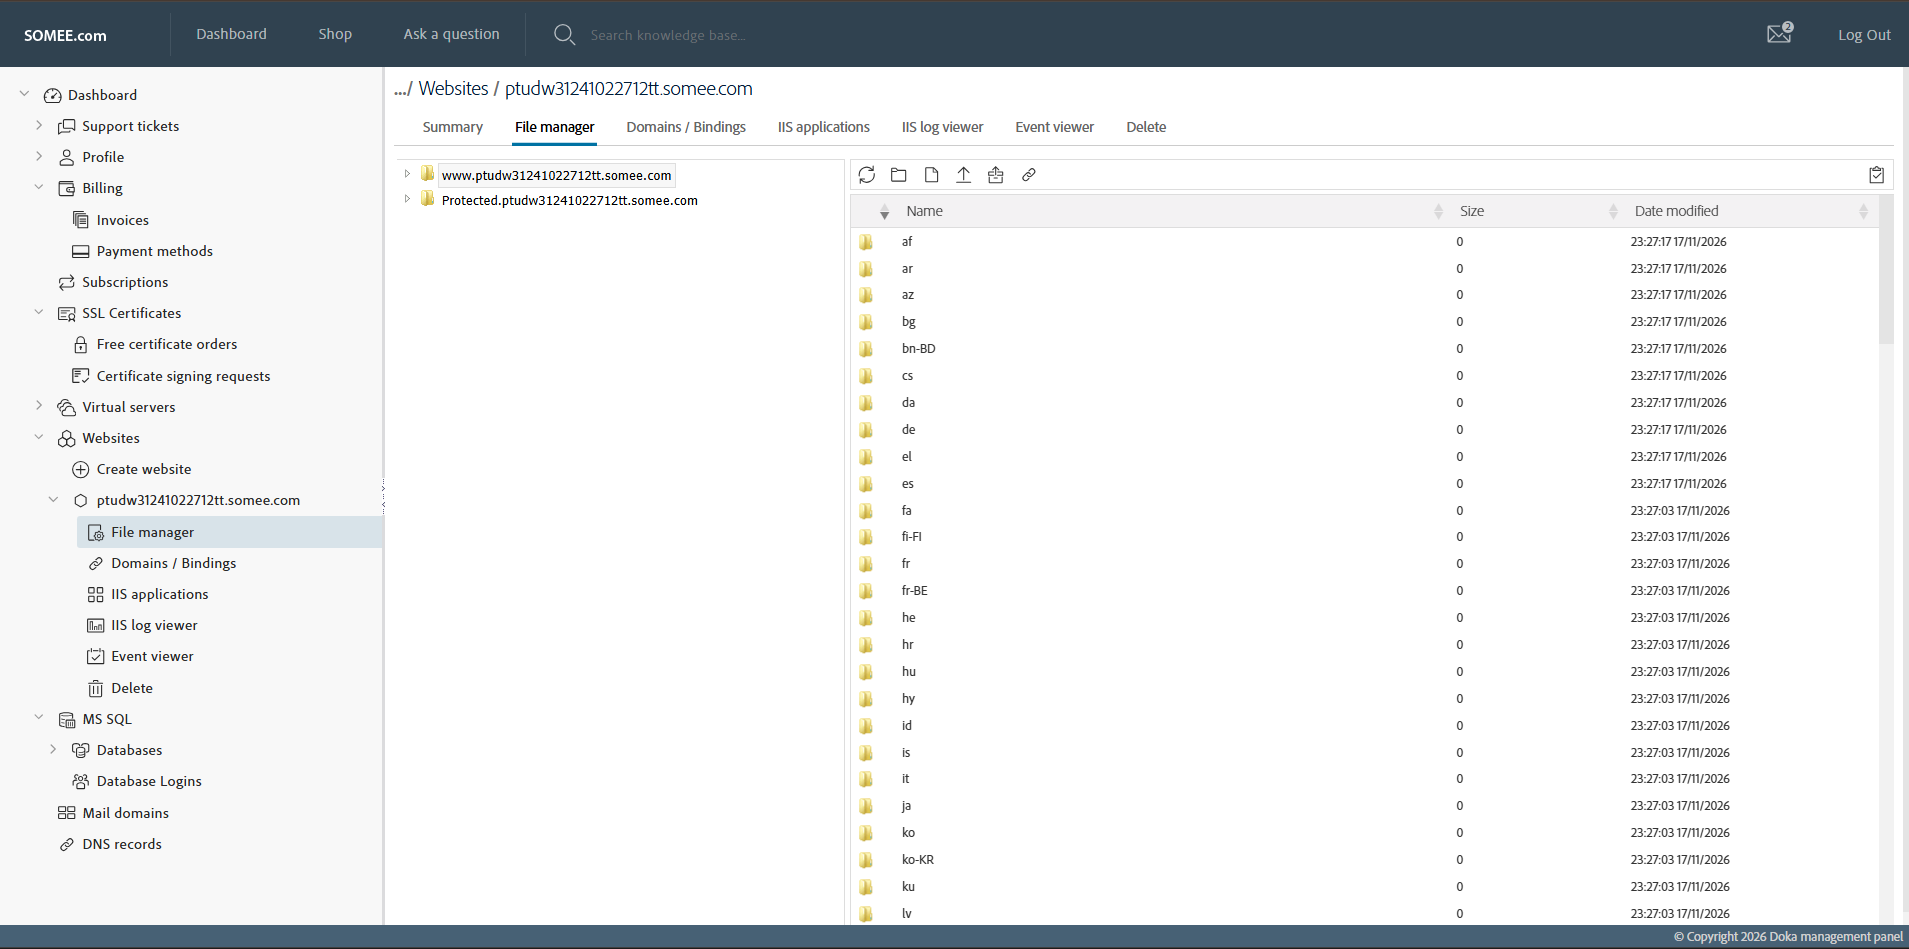 SOMEE.com
Dashboard
Shop
Ask a question
Search knowledge base...
2
Log Out
Dashboard
Support tickets
Profile
Billing
Invoices
Payment methods
Subscriptions
SSL Certificates
Free certificate orders
Certificate signing requests
Virtual servers
Websites
Create website
ptudw31241022712tt.somee.com
File manager
Domains / Bindings
IIS applications
IIS log viewer
Event viewer
Delete
MS SQL
Databases
Database Logins
Mail domains
DNS records
.../ Websites / ptudw31241022712tt.somee.com
Summary File manager Domains / Bindings IIS applications IIS log viewer Event viewer Delete
www.ptudw31241022712tt.somee.com
Protected.ptudw31241022712tt.somee.com
Name Size Date modified
af 0 23:27:17 17/11/2026
ar 0 23:27:17 17/11/2026
az 0 23:27:17 17/11/2026
bg 0 23:27:17 17/11/2026
bn-BD 0 23:27:17 17/11/2026
cs 0 23:27:17 17/11/2026
da 0 23:27:17 17/11/2026
de 0 23:27:17 17/11/2026
el 0 23:27:17 17/11/2026
es 0 23:27:17 17/11/2026
fa 0 23:27:03 17/11/2026
fi-FI 0 23:27:03 17/11/2026
fr 0 23:27:03 17/11/2026
fr-BE 0 23:27:03 17/11/2026
he 0 23:27:03 17/11/2026
hr 0 23:27:03 17/11/2026
hu 0 23:27:03 17/11/2026
hy 0 23:27:03 17/11/2026
id 0 23:27:03 17/11/2026
is 0 23:27:03 17/11/2026
it 0 23:27:03 17/11/2026
ja 0 23:27:03 17/11/2026
ko 0 23:27:03 17/11/2026
ko-KR 0 23:27:03 17/11/2026
ku 0 23:27:03 17/11/2026
lv 0 23:27:03 17/11/2026
© Copyright 2026 Doka management panel